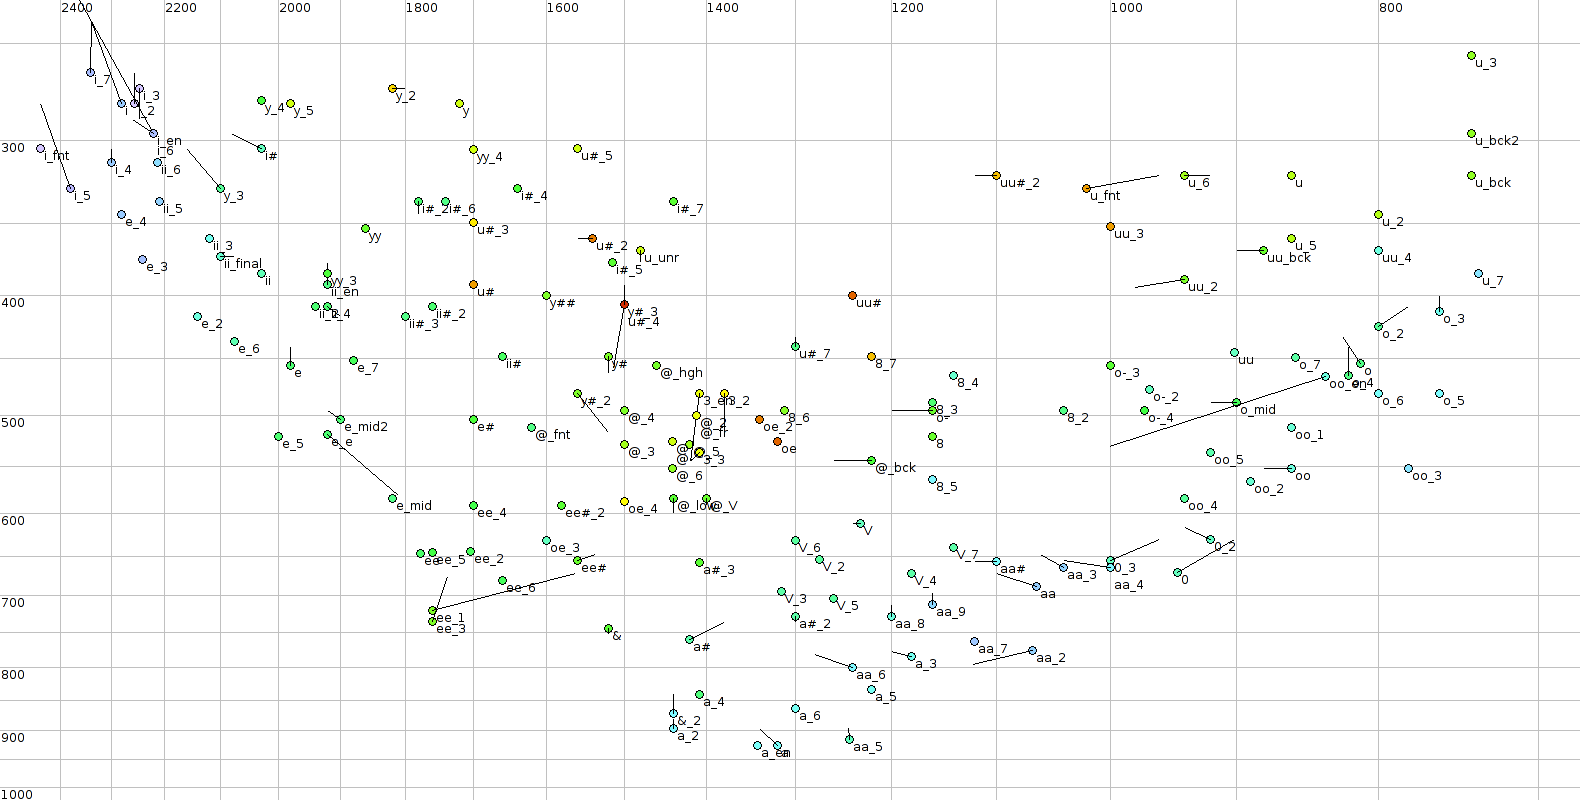 2400 2200 2000 1800 1600 1400 1200 1000 800
u_3
i_7
i_3
y_2
i i_2 y_4 y_5 y
i_en u_bck2
300
i_fnt i_6 i# yy_4 u#_5
i_4 ii_6
u_bck
i_5 y_3 i#_4 uu#_2 u_fnt u_6 u
ii_5 i#_2 i#_6 i#_7
e_4 u#_3 u_2
yy uu_3
ii_3 u#_2 u_5
ii_final u_unr uu_bck uu_4
e_3 i#_5
ii yy_3 u_7
ii_en u# uu_2
400
y## uu#
ii#_2 y#_3 o_3
e_2 ii#_3 u#_4 o_2
e_6 u#_7
e e_7 ii# y# @_hgh 8_7 o-_3 uu o_7 o
8_4 o_4
y#_2 3_en 3_2 o-_2 o_6 o_5
500
e_mid2 e# @_4 @_2 oe_2 8_6 8_3 o- 8_2 o-_4 o_mid
@_fnt @_fr oo_1
e_5 e_e @_3 oe 8
3_3 oo_5
@_6 @_bck oo oo_3
8_5 oo_2
e_mid ee_4 ee#_2 oe_4 @_low @_V oo_4
600
V
oe_3 V_6 0_2
ee ee_5 ee_2 V_2 V_7
ee# a#_3 aa# 0_3
ee_6 V_4 aa_3 aa_4 0
aa
700
V_3 V_5
ee_1 aa_9
ee_3 a#_2 aa_8
&
a# aa_7
a_3 aa_2
800
aa_6
a_4 a_5
&_2 a_6
a_2
900
a_en a aa_5
1000